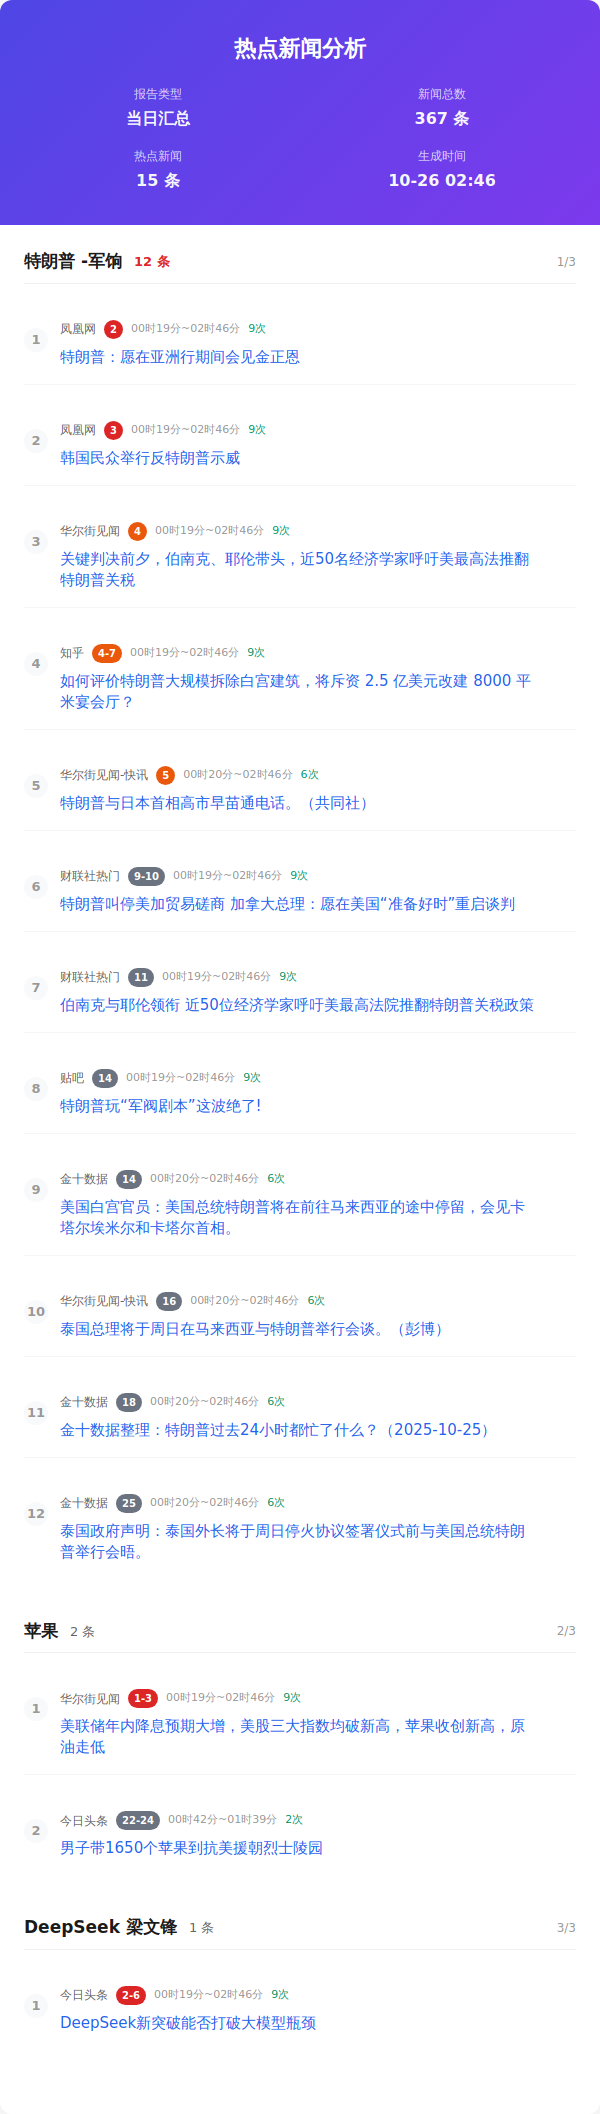 热点新闻分析
报告类型
当日汇总
新闻总数
367 条
热点新闻
15 条
生成时间
10-26 02:46
特朗普 -军饷 12 条 1/3
1
凤凰网 2 00时19分~02时46分 9次
特朗普：愿在亚洲行期间会见金正恩
2
凤凰网 3 00时19分~02时46分 9次
韩国民众举行反特朗普示威
3
华尔街见闻 4 00时19分~02时46分 9次
关键判决前夕，伯南克、耶伦带头，近50名经济学家呼吁美最高法推翻
特朗普关税
4
知乎 4-7 00时19分~02时46分 9次
如何评价特朗普大规模拆除白宫建筑，将斥资 2.5 亿美元改建 8000 平
米宴会厅？
5
华尔街见闻-快讯 5 00时20分~02时46分 6次
特朗普与日本首相高市早苗通电话。（共同社）
6
财联社热门 9-10 00时19分~02时46分 9次
特朗普叫停美加贸易磋商 加拿大总理：愿在美国“准备好时”重启谈判
7
财联社热门 11 00时19分~02时46分 9次
伯南克与耶伦领衔 近50位经济学家呼吁美最高法院推翻特朗普关税政策
8
贴吧 14 00时19分~02时46分 9次
特朗普玩“军阀剧本”这波绝了!
9
金十数据 14 00时20分~02时46分 6次
美国白宫官员：美国总统特朗普将在前往马来西亚的途中停留，会见卡
塔尔埃米尔和卡塔尔首相。
10
华尔街见闻-快讯 16 00时20分~02时46分 6次
泰国总理将于周日在马来西亚与特朗普举行会谈。（彭博）
11
金十数据 18 00时20分~02时46分 6次
金十数据整理：特朗普过去24小时都忙了什么？（2025-10-25）
12
金十数据 25 00时20分~02时46分 6次
泰国政府声明：泰国外长将于周日停火协议签署仪式前与美国总统特朗
普举行会晤。
苹果 2 条 2/3
1
华尔街见闻 1-3 00时19分~02时46分 9次
美联储年内降息预期大增，美股三大指数均破新高，苹果收创新高，原
油走低
2
今日头条 22-24 00时42分~01时39分 2次
男子带1650个苹果到抗美援朝烈士陵园
DeepSeek 梁文锋 1 条 3/3
1
今日头条 2-6 00时19分~02时46分 9次
DeepSeek新突破能否打破大模型瓶颈